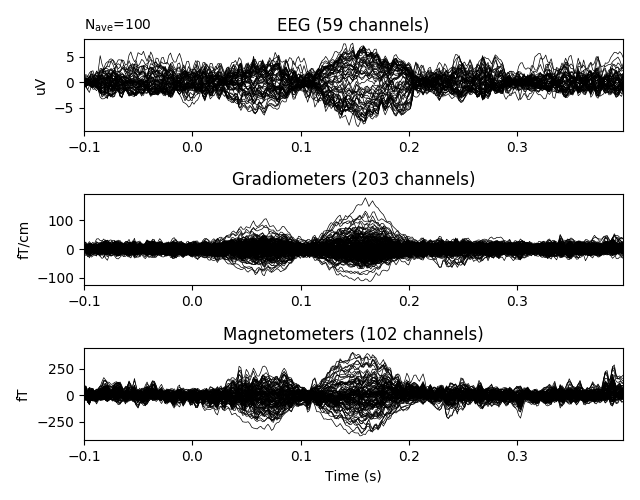 N_ave=100
EEG (59 channels)
5
0
−5
uV
−0.1 0.0 0.1 0.2 0.3
Gradiometers (203 channels)
100
0
−100
fT/cm
−0.1 0.0 0.1 0.2 0.3
Magnetometers (102 channels)
250
0
−250
fT
−0.1 0.0 0.1 0.2 0.3
Time (s)